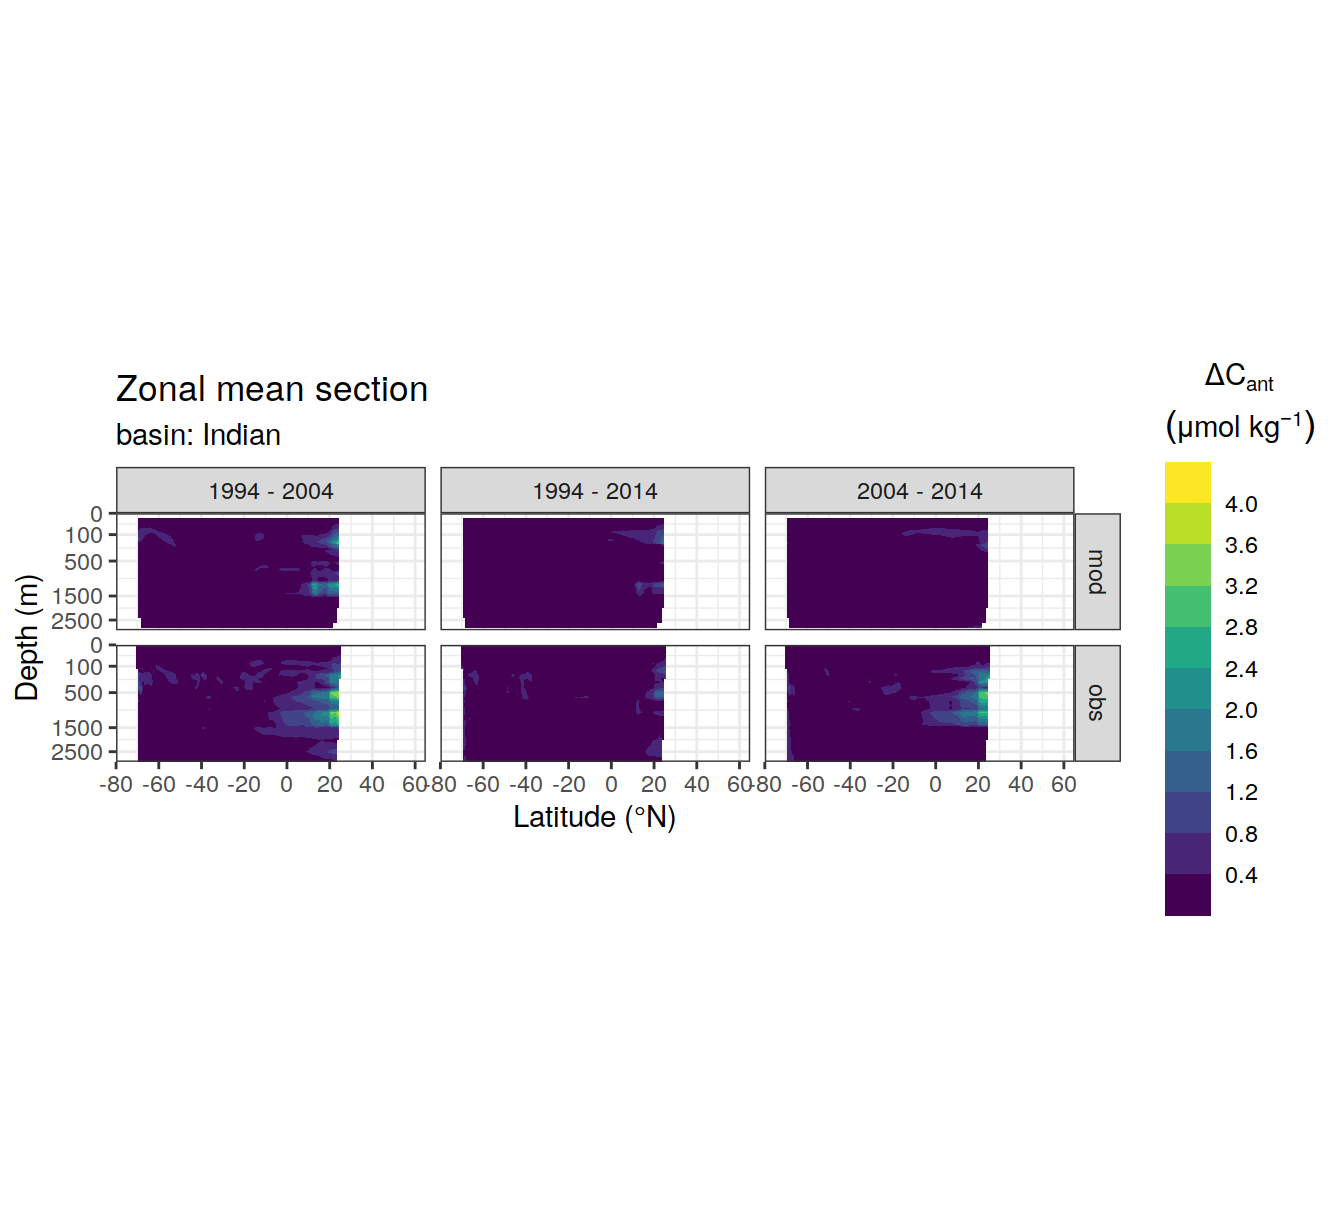 Zonal mean section
basin: Indian
1994 - 2004
1994 - 2014
2004 - 2014
Depth (m)
0
100
500
1500
2500
mod
0
100
500
1500
2500
obs
-80 -60 -40 -20 0 20 40 60
-80 -60 -40 -20 0 20 40 60
-80 -60 -40 -20 0 20 40 60
Latitude (°N)
ΔCant
(μmol kg−1)
4.0
3.6
3.2
2.8
2.4
2.0
1.6
1.2
0.8
0.4